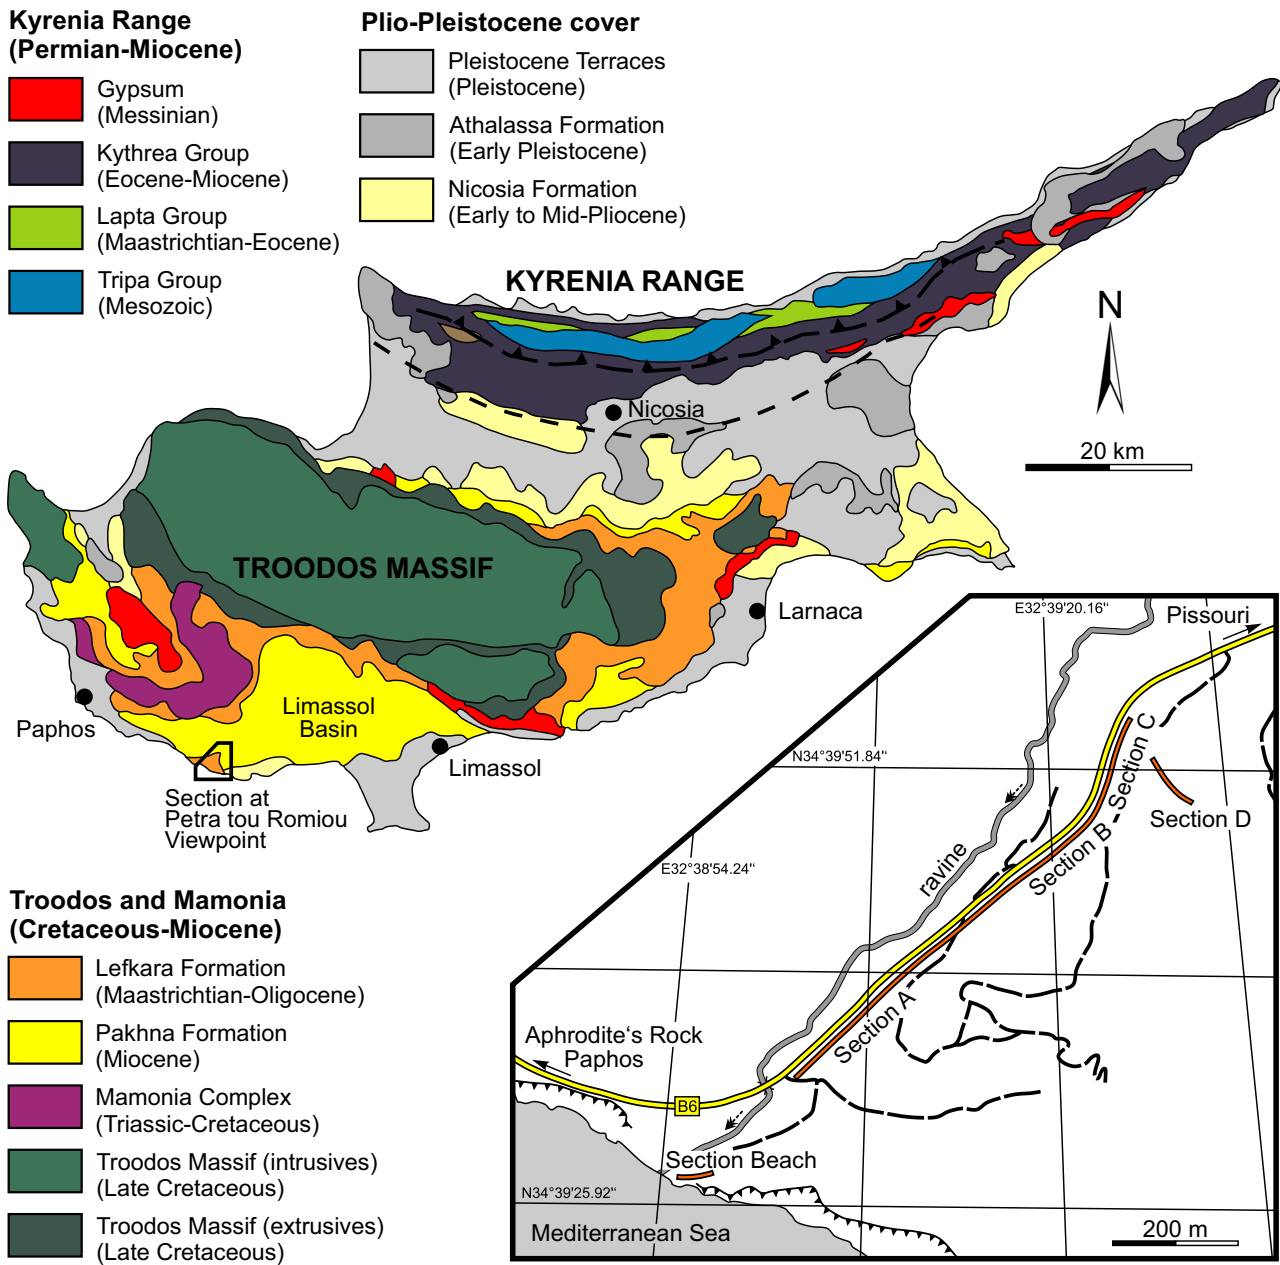 Kyrenia Range
(Permian-Miocene)
Gypsum
(Messinian)
Kythrea Group
(Eocene-Miocene)
Lapta Group
(Maastrichtian-Eocene)
Tripa Group
(Mesozoic)
Plio-Pleistocene cover
Pleistocene Terraces
(Pleistocene)
Athalassa Formation
(Early Pleistocene)
Nicosia Formation
(Early to Mid-Pliocene)
KYRENIA RANGE
N
20 km
Nicosia
TROODOS MASSIF
Larnaca
Limassol
Basin
Paphos
Limassol
Section at
Petra tou Romiou
Viewpoint
Troodos and Mamonia
(Cretaceous-Miocene)
Lefkara Formation
(Maastrichtian-Oligocene)
Pakhna Formation
(Miocene)
Mamonia Complex
(Triassic-Cretaceous)
Troodos Massif (intrusives)
(Late Cretaceous)
Troodos Massif (extrusives)
(Late Cretaceous)
E32°39'20.16"
Pissouri
N34°39'51.84"
Section C
Section D
E32°38'54.24"
ravine
Section B
Section A
Aphrodite‘s Rock
Paphos
B6
Section Beach
N34°39'25.92"
Mediterranean Sea
200 m